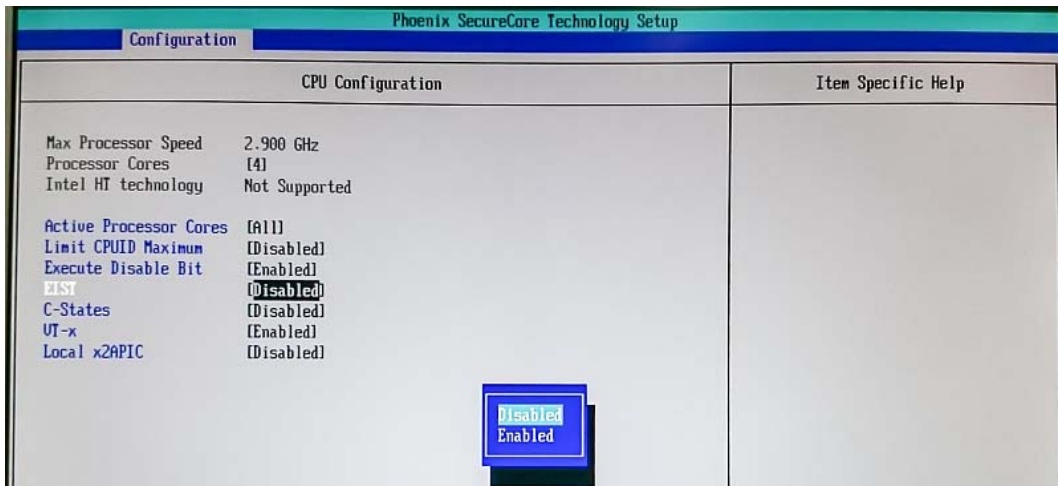 Phoenix SecureCore Technology Setup
Configuration
CPU Configuration
Item Specific Help
Max Processor Speed 2.900 GHz
Processor Cores [4]
Intel HT technology Not Supported
Active Processor Cores [All]
Limit CPUID Maximum [Disabled]
Execute Disable Bit [Enabled]
EIST [Disabled]
C-States [Disabled]
VT-x [Enabled]
Local x2APIC [Disabled]
Disabled
Enabled